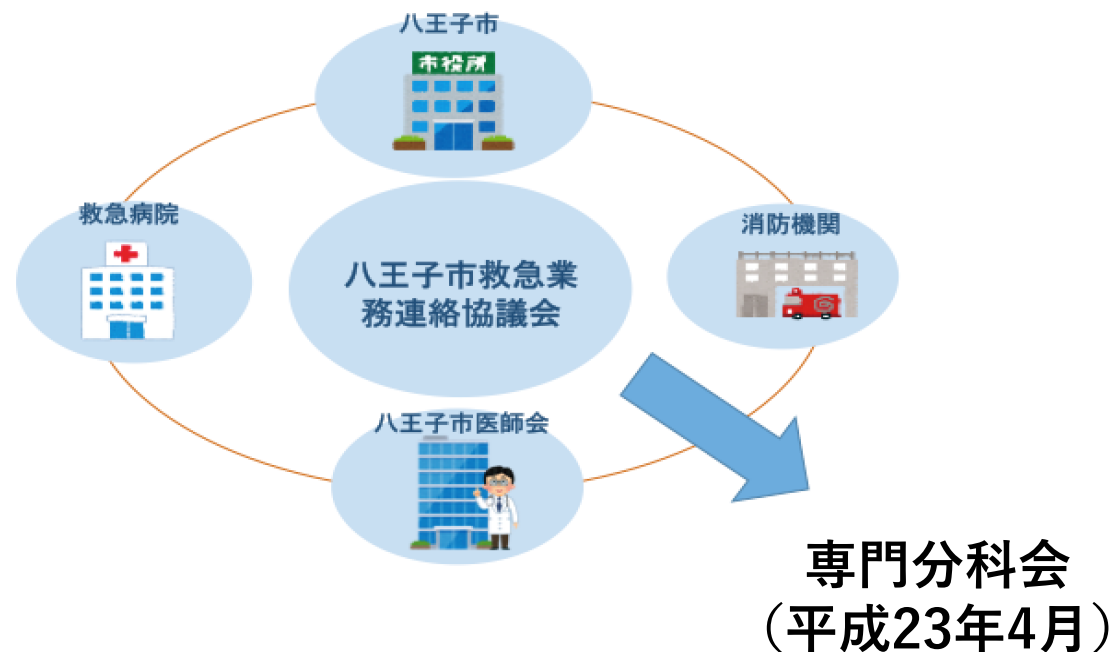 八王子市
市役所
救急病院
消防機関
八王子市救急業
務連絡協議会
八王子市医師会
専門分科会
（平成23年4月）